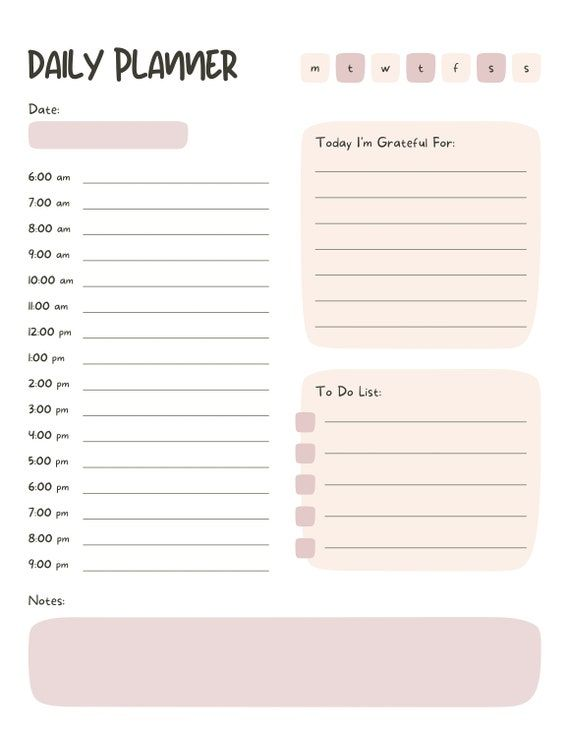 DAILY PLANNER
m t w t f s s
Date:
6:00 am
7:00 am
8:00 am
9:00 am
10:00 am
11:00 am
12:00 pm
1:00 pm
2:00 pm
3:00 pm
4:00 pm
5:00 pm
6:00 pm
7:00 pm
8:00 pm
9:00 pm
Today I'm Grateful For:
To Do List:
Notes: